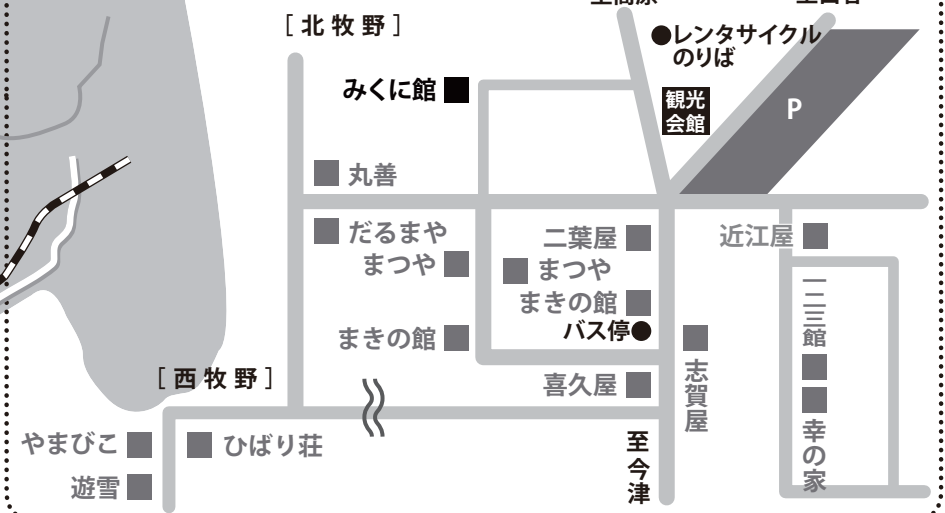 [北牧野]
●レンタサイクル
のりば
みくに館
観光
会館
P
丸善
だるまや
まつや
二葉屋
まつや
近江屋
まきの館
バス停●
まきの館
一二三館
志賀屋
喜久屋
[西牧野]
幸の家
やまびこ
ひばり荘
遊雪
至今津